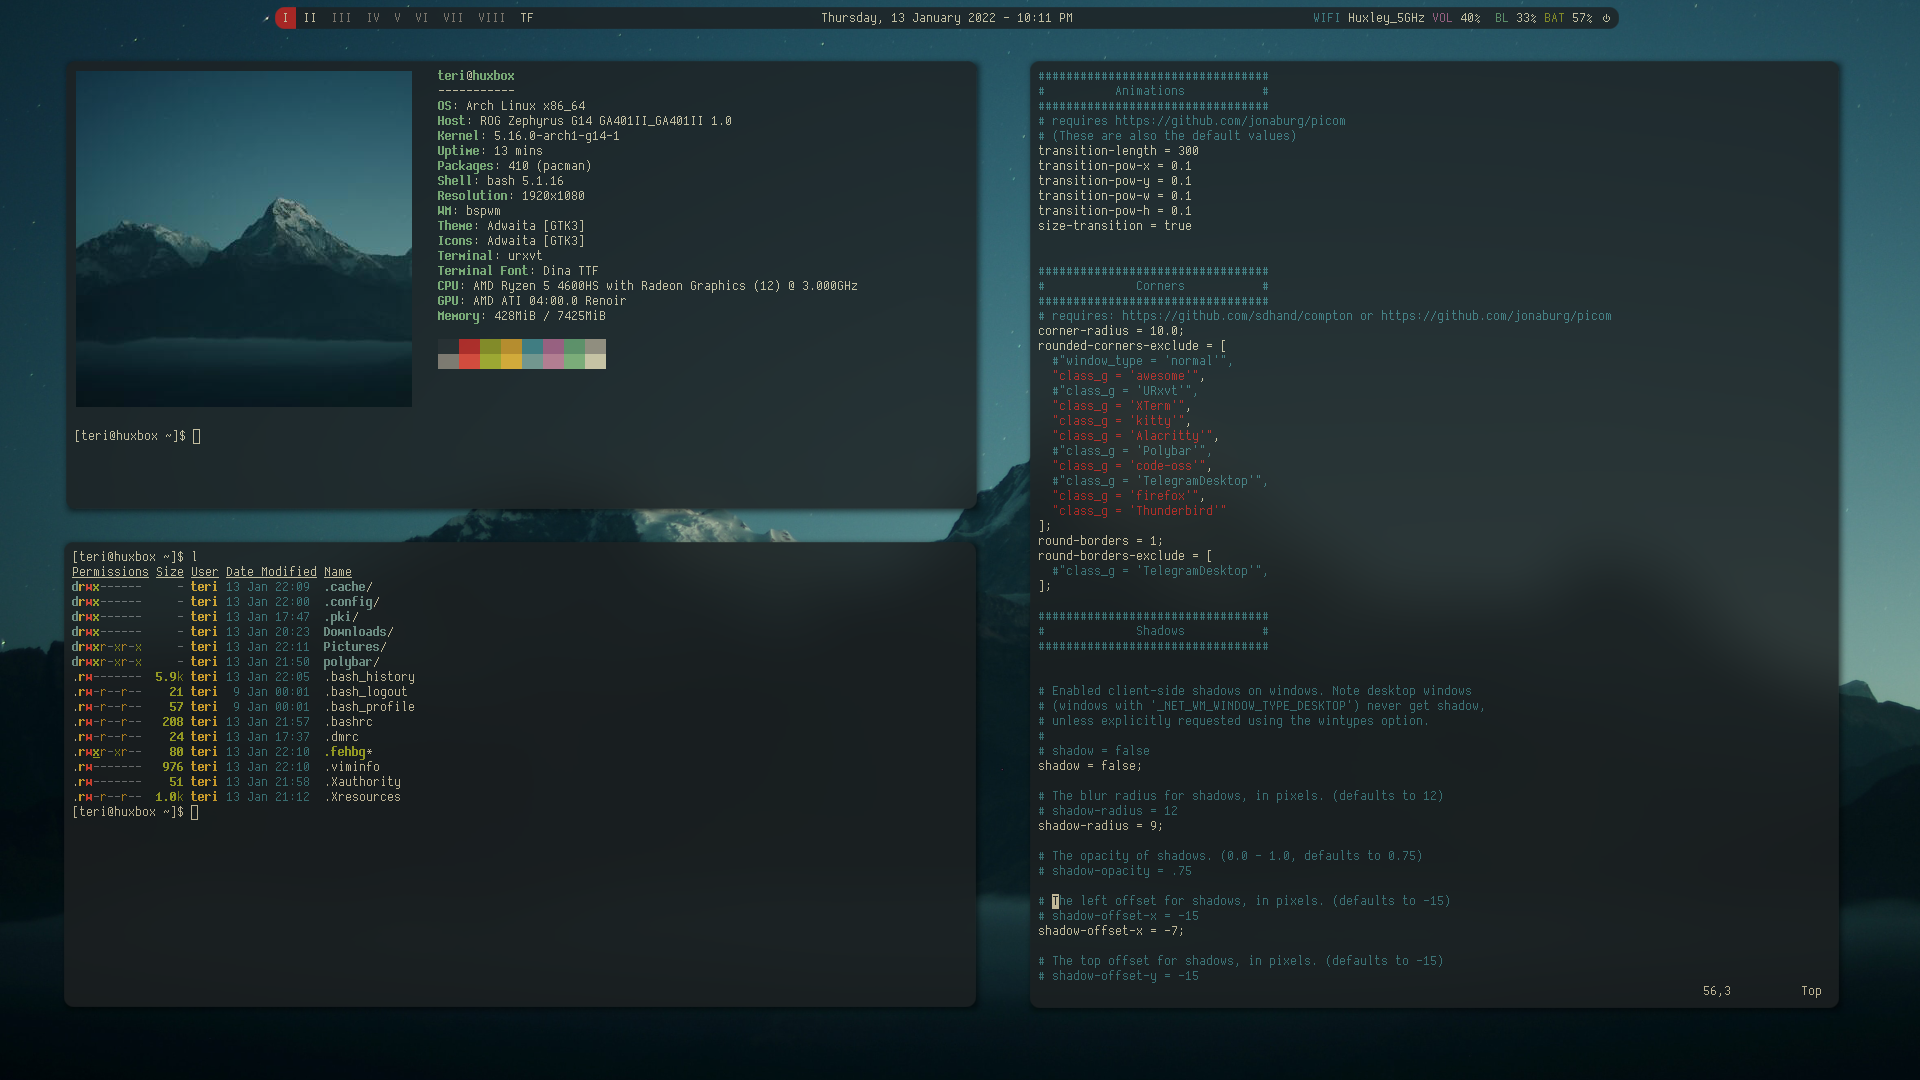 I II III IV V VI VII VIII TF
Thursday, 13 January 2022 - 10:11 PM
WIFI Huxley_5GHz VOL 40% BL 33% BAT 57%
teri@huxbox
-----------
OS: Arch Linux x86_64
Host: ROG Zephyrus G14 GA401II_GA401II 1.0
Kernel: 5.16.0-arch1-g14-1
Uptime: 13 mins
Packages: 410 (pacman)
Shell: bash 5.1.16
Resolution: 1920x1080
WM: bspwm
Theme: Adwaita [GTK3]
Icons: Adwaita [GTK3]
Terminal: urxvt
Terminal Font: Dina TTF
CPU: AMD Ryzen 5 4600HS with Radeon Graphics (12) @ 3.000GHz
GPU: AMD ATI 04:00.0 Renoir
Memory: 428MiB / 7425MiB
[teri@huxbox ~]$
[teri@huxbox ~]$ l
Permissions Size User Date Modified Name
drwx------ - teri 13 Jan 22:09 .cache/
drwx------ - teri 13 Jan 22:00 .config/
drwx------ - teri 13 Jan 17:47 .pki/
drwx------ - teri 13 Jan 20:23 Downloads/
drwxr-xr-x - teri 13 Jan 22:11 Pictures/
drwxr-xr-x - teri 13 Jan 21:50 polybar/
.rw------- 5.9k teri 13 Jan 22:05 .bash_history
.rw-r--r-- 21 teri 9 Jan 00:01 .bash_logout
.rw-r--r-- 57 teri 9 Jan 00:01 .bash_profile
.rw-r--r-- 208 teri 13 Jan 21:57 .bashrc
.rw-r--r-- 24 teri 13 Jan 17:37 .dmrc
.rwxr-xr-- 80 teri 13 Jan 22:10 .fehbg*
.rw------- 976 teri 13 Jan 22:10 .viminfo
.rw------- 51 teri 13 Jan 21:58 .Xauthority
.rw-r--r-- 1.0k teri 13 Jan 21:12 .Xresources
[teri@huxbox ~]$
#################################
# Animations #
#################################
# requires https://github.com/jonaburg/picom
# (These are also the default values)
transition-length = 300
transition-pow-x = 0.1
transition-pow-y = 0.1
transition-pow-w = 0.1
transition-pow-h = 0.1
size-transition = true
#################################
# Corners #
#################################
# requires: https://github.com/sdhand/compton or https://github.com/jonaburg/picom
corner-radius = 10.0;
rounded-corners-exclude = [
#"window_type = 'normal'",
"class_g = 'awesome'",
#"class_g = 'URxvt'",
"class_g = 'XTerm'",
"class_g = 'kitty'",
"class_g = 'Alacritty'",
#"class_g = 'Polybar'",
"class_g = 'code-oss'",
#"class_g = 'TelegramDesktop'",
"class_g = 'firefox'",
"class_g = 'Thunderbird'"
];
round-borders = 1;
round-borders-exclude = [
#"class_g = 'TelegramDesktop'",
];
#################################
# Shadows #
#################################
# Enabled client-side shadows on windows. Note desktop windows
# (windows with '_NET_WM_WINDOW_TYPE_DESKTOP') never get shadow,
# unless explicitly requested using the wintypes option.
#
# shadow = false
shadow = false;
# The blur radius for shadows, in pixels. (defaults to 12)
# shadow-radius = 12
shadow-radius = 9;
# The opacity of shadows. (0.0 - 1.0, defaults to 0.75)
# shadow-opacity = .75
# The left offset for shadows, in pixels. (defaults to -15)
# shadow-offset-x = -15
shadow-offset-x = -7;
# The top offset for shadows, in pixels. (defaults to -15)
# shadow-offset-y = -15
56,3 Top